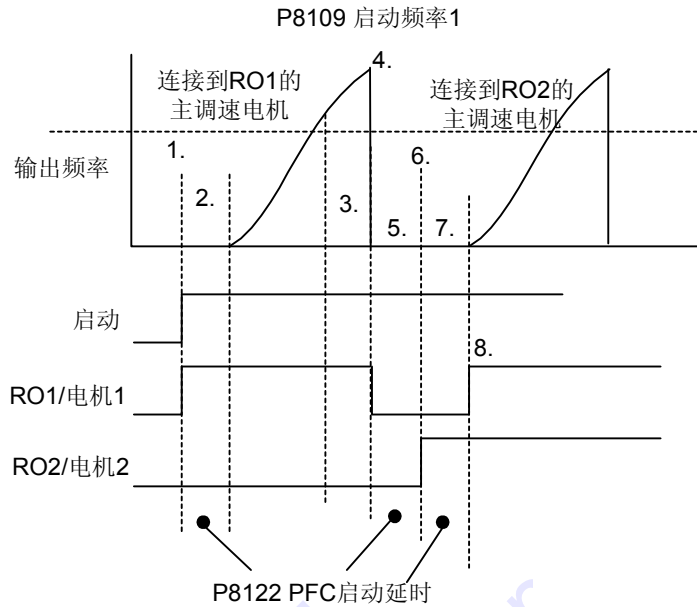 P8109 启动频率1
连接到RO1的
主调速电机
4.
连接到RO2的
主调速电机
输出频率
1.
2.
3.
5.
6.
7.
启动
8.
RO1/电机1
RO2/电机2
P8122 PFC启动延时